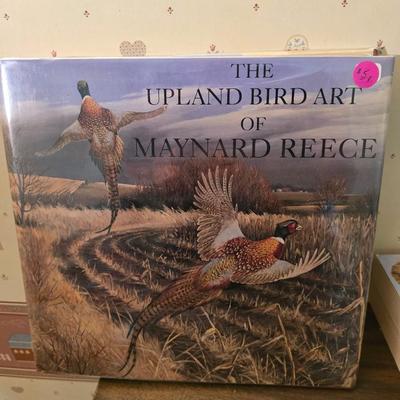 THE
UPLAND BIRD ART
OF
MAYNARD REECE